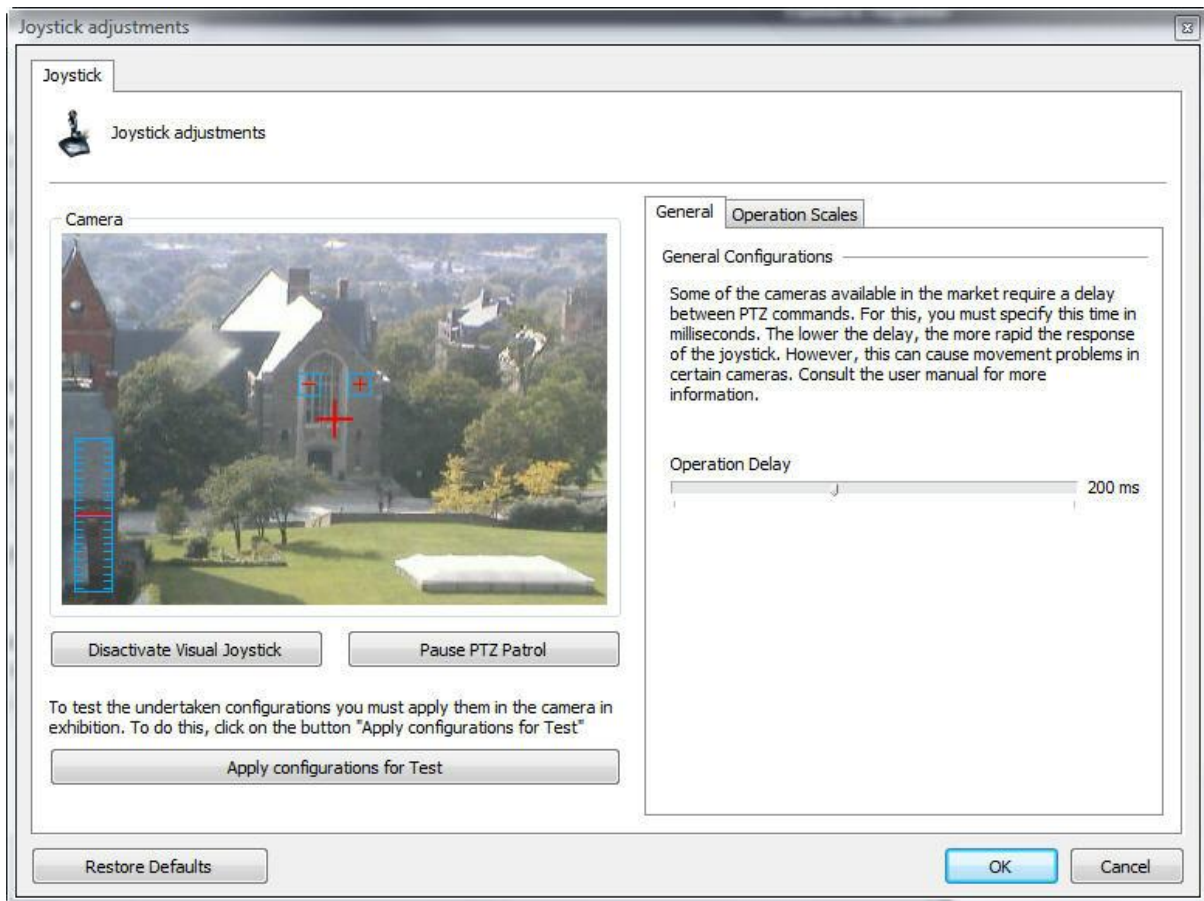 Joystick adjustments
Joystick
Joystick adjustments
Camera
Disactivate Visual Joystick
Pause PTZ Patrol
To test the undertaken configurations you must apply them in the camera in
exhibition. To do this, click on the button "Apply configurations for Test"
Apply configurations for Test
General
Operation Scales
General Configurations
Some of the cameras available in the market require a delay
between PTZ commands. For this, you must specify this time in
milliseconds. The lower the delay, the more rapid the response
of the joystick. However, this can cause movement problems in
certain cameras. Consult the user manual for more
information.
Operation Delay
200 ms
Restore Defaults
OK
Cancel